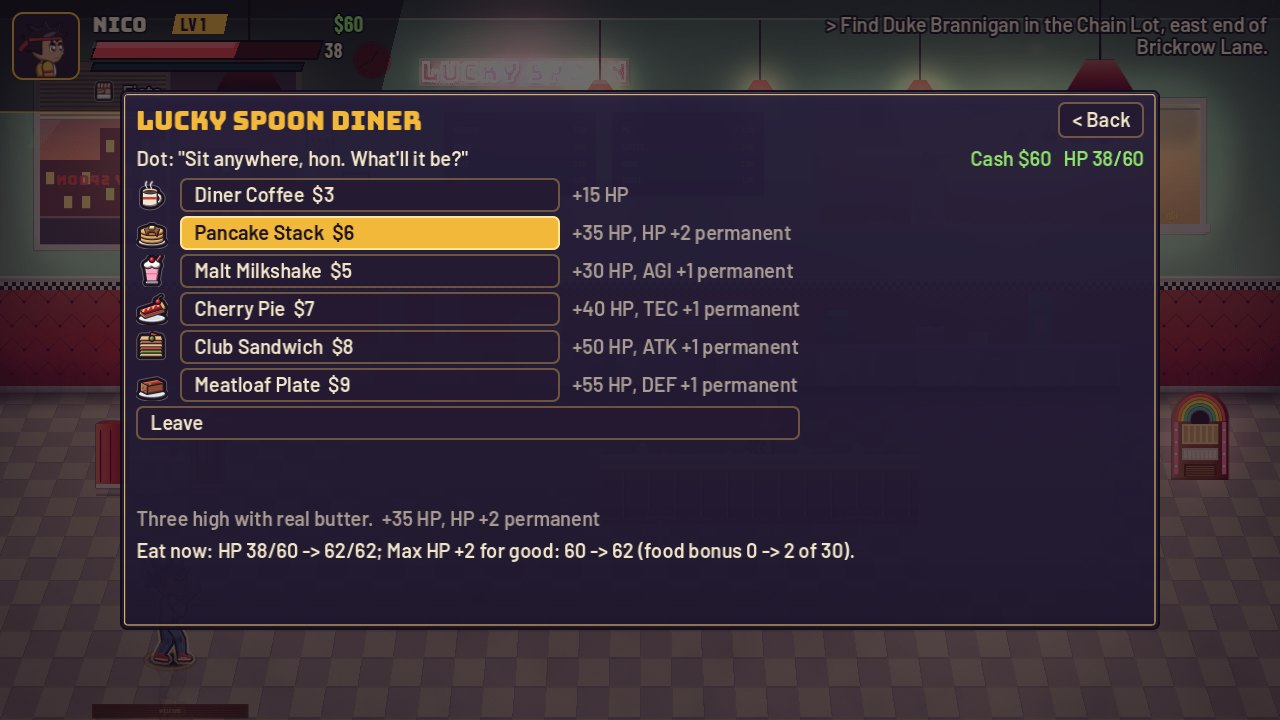 NICO LV 1 $60
38
> Find Duke Brannigan in the Chain Lot, east end of
Brickrow Lane.
LUCKY SPOON
LUCKY SPOON DINER
< Back
Dot: "Sit anywhere, hon. What'll it be?"
Cash $60 HP 38/60
Diner Coffee $3 +15 HP
Pancake Stack $6 +35 HP, HP +2 permanent
Malt Milkshake $5 +30 HP, AGI +1 permanent
Cherry Pie $7 +40 HP, TEC +1 permanent
Club Sandwich $8 +50 HP, ATK +1 permanent
Meatloaf Plate $9 +55 HP, DEF +1 permanent
Leave
Three high with real butter. +35 HP, HP +2 permanent
Eat now: HP 38/60 -> 62/62; Max HP +2 for good: 60 -> 62 (food bonus 0 -> 2 of 30).